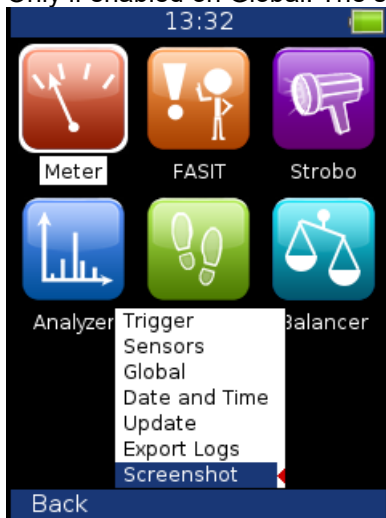 13:32
Meter
FASIT
Strobo
Analyzer
Balancer
Trigger
Sensors
Global
Date and Time
Update
Export Logs
Screenshot
Back